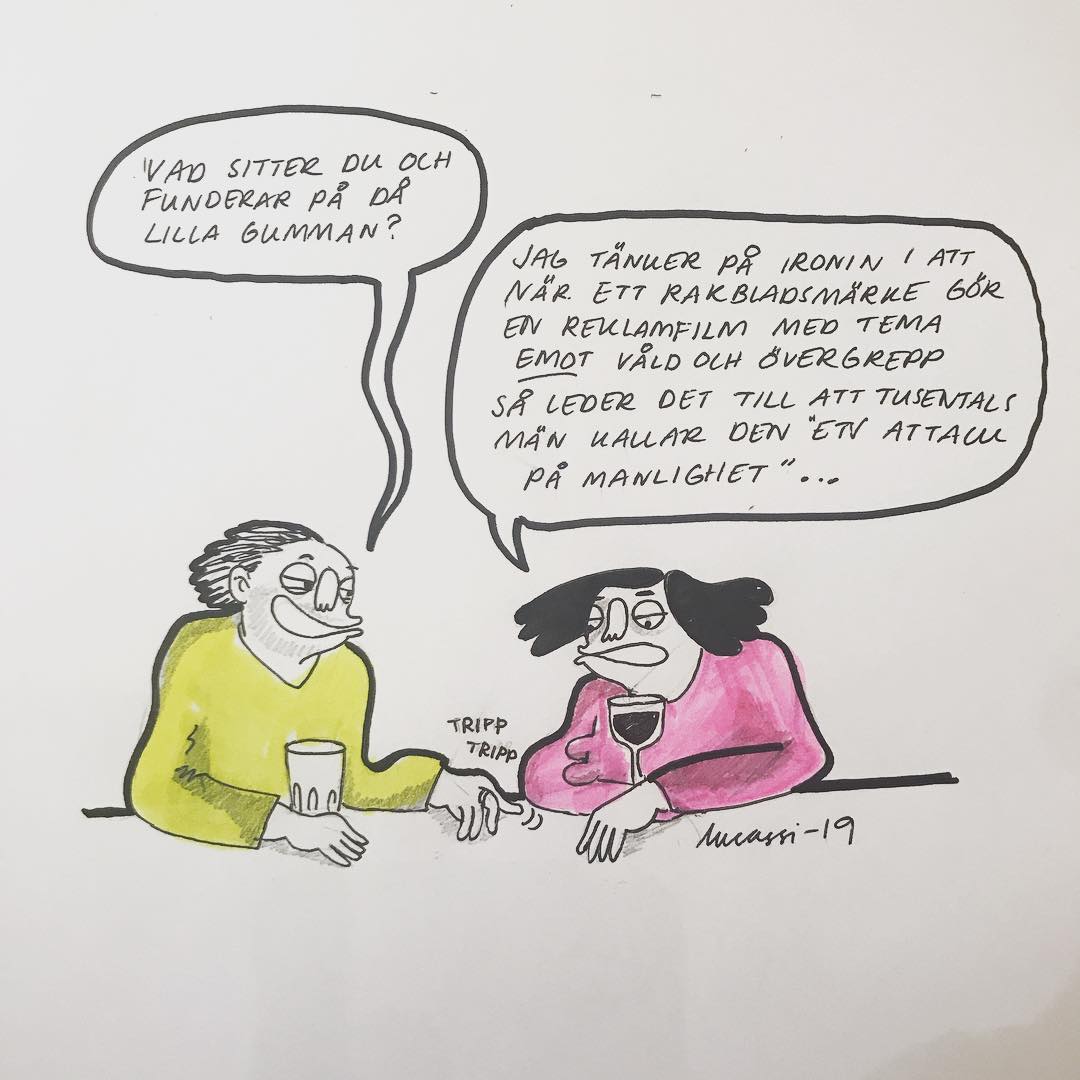 "VAD SITTER DU OCH
FUNDERAR PÅ DÅ
LILLA GUMMAN?
JAG TÄNKER PÅ IRONIN I ATT
NÄR ETT RAKBLADSMÄRKE GÖR
EN REKLAMFILM MED TEMA
EMOT VÅLD OCH ÖVERGREPP
SÅ LEDER DET TILL ATT TUSENTALS
MÄN KALLAR DEN "EN ATTACK
PÅ MANLIGHET"...
TRIPP
TRIPP
Lucassi-19